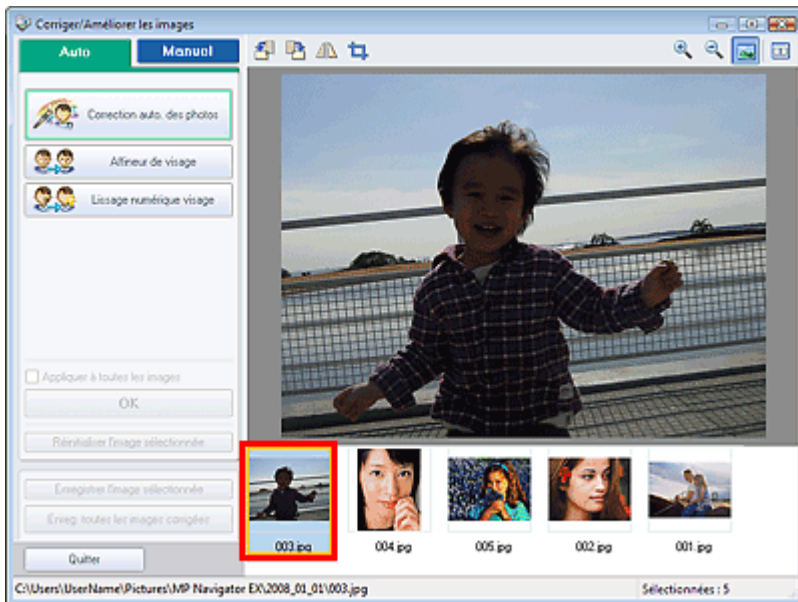 Corriger/Améliorer les images
Auto Manuel
Correction auto. des photos
Affineur de visage
Lissage numérique visage
Appliquer à toutes les images
OK
Réinitialiser l'image sélectionnée
Enregistrer l'image sélectionnée
Enreg. toutes les images corrigées
Quitter
003.jpg 004.jpg 005.jpg 002.jpg 001.jpg
C:\Users\UserName\Pictures\MP Navigator EX\2008_01_01\003.jpg Sélectionnées : 5